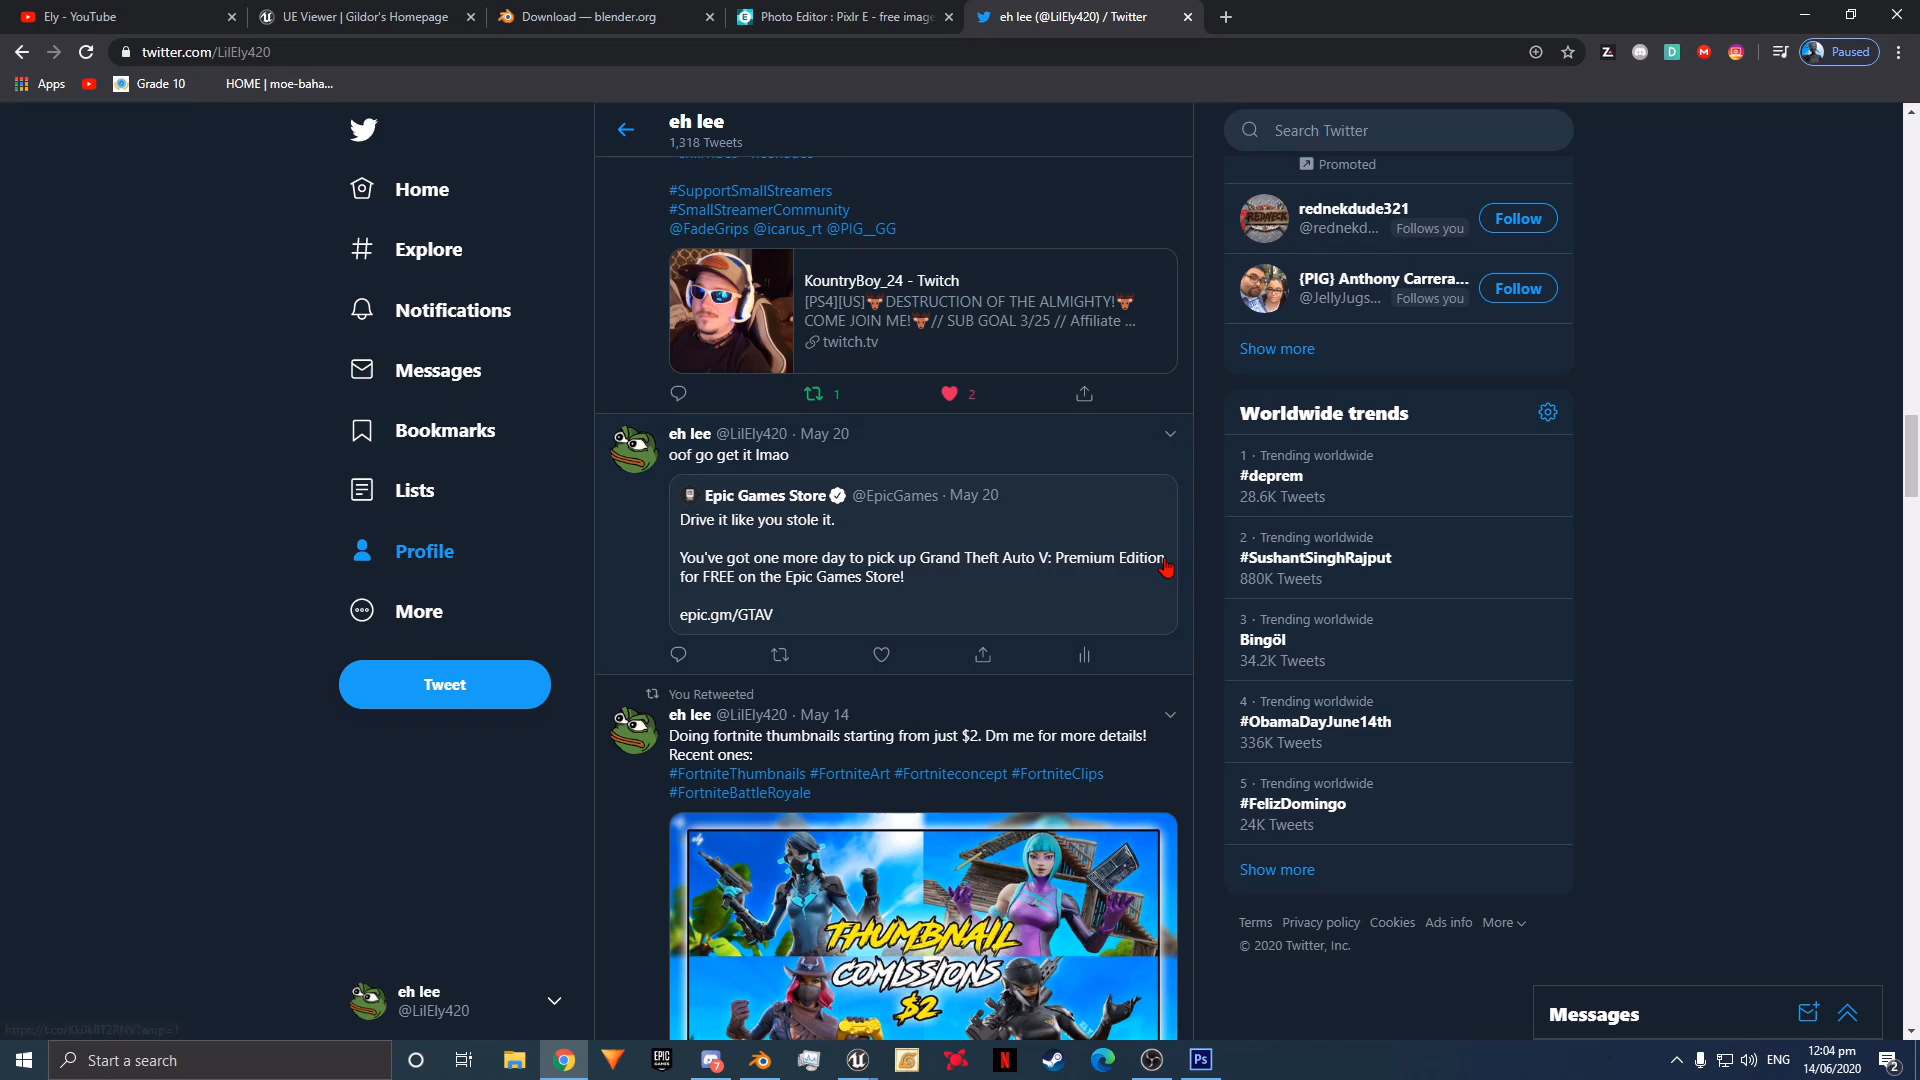 Ely - YouTube
UE Viewer | Gildor's Homepage
Download — blender.org
Photo Editor : Pixlr E - free image
eh lee (@LilEly420) / Twitter
twitter.com/LilEly420
Paused
Apps
Grade 10
HOME | moe-baha...
Home
Explore
Notifications
Messages
Bookmarks
Lists
Profile
More
Tweet
eh lee
@LilEly420
eh lee
1,318 Tweets
#SupportSmallStreamers
#SmallStreamerCommunity
@FadeGrips @icarus_rt @PIG__GG
KountryBoy_24 - Twitch
[PS4][US]👹DESTRUCTION OF THE ALMIGHTY!👹
COME JOIN ME!👹// SUB GOAL 3/25 // Affiliate ...
twitch.tv
1
2
eh lee @LilEly420 · May 20
oof go get it lmao
Epic Games Store @EpicGames · May 20
Drive it like you stole it.
You've got one more day to pick up Grand Theft Auto V: Premium Edition
for FREE on the Epic Games Store!
epic.gm/GTAV
You Retweeted
eh lee @LilEly420 · May 14
Doing fortnite thumbnails starting from just $2. Dm me for more details!
Recent ones:
#FortniteThumbnails #FortniteArt #Fortniteconcept #FortniteClips
#FortniteBattleRoyale
THUMBNAIL
COMISSIONS
$2
Search Twitter
Promoted
rednekdude321
@rednekd... Follows you
Follow
{PIG} Anthony Carrera...
@JellyJugs... Follows you
Follow
Show more
Worldwide trends
1 · Trending worldwide
#deprem
28.6K Tweets
2 · Trending worldwide
#SushantSinghRajput
880K Tweets
3 · Trending worldwide
Bingöl
34.2K Tweets
4 · Trending worldwide
#ObamaDayJune14th
336K Tweets
5 · Trending worldwide
#FelizDomingo
24K Tweets
Show more
Terms Privacy policy Cookies Ads info More
© 2020 Twitter, Inc.
Messages
Start a search
ENG
12:04 pm
14/06/2020
2